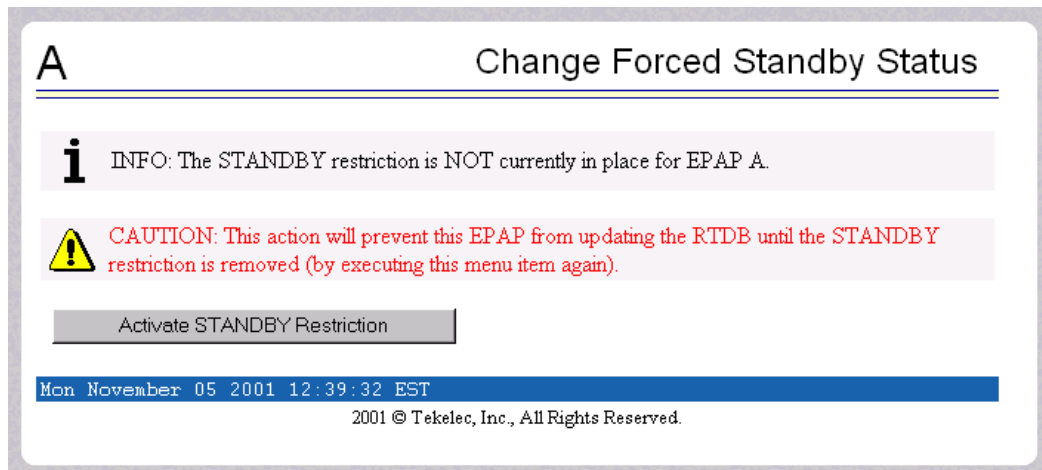 A
Change Forced Standby Status
INFO: The STANDBY restriction is NOT currently in place for EPAP A.
CAUTION: This action will prevent this EPAP from updating the RTDB until the STANDBY
restriction is removed (by executing this menu item again).
Activate STANDBY Restriction
Mon November 05 2001 12:39:32 EST
2001 © Tekelec, Inc., All Rights Reserved.